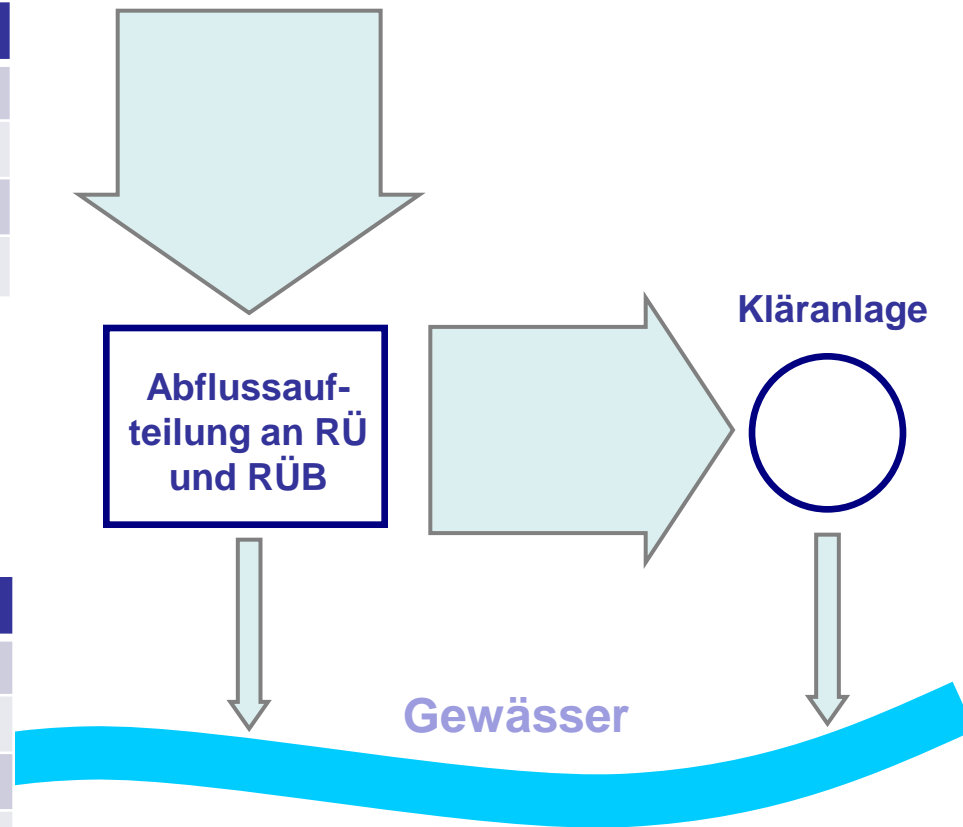 Kläranlage
Abflussauf-
teilung an RÜ
und RÜB
Gewässer